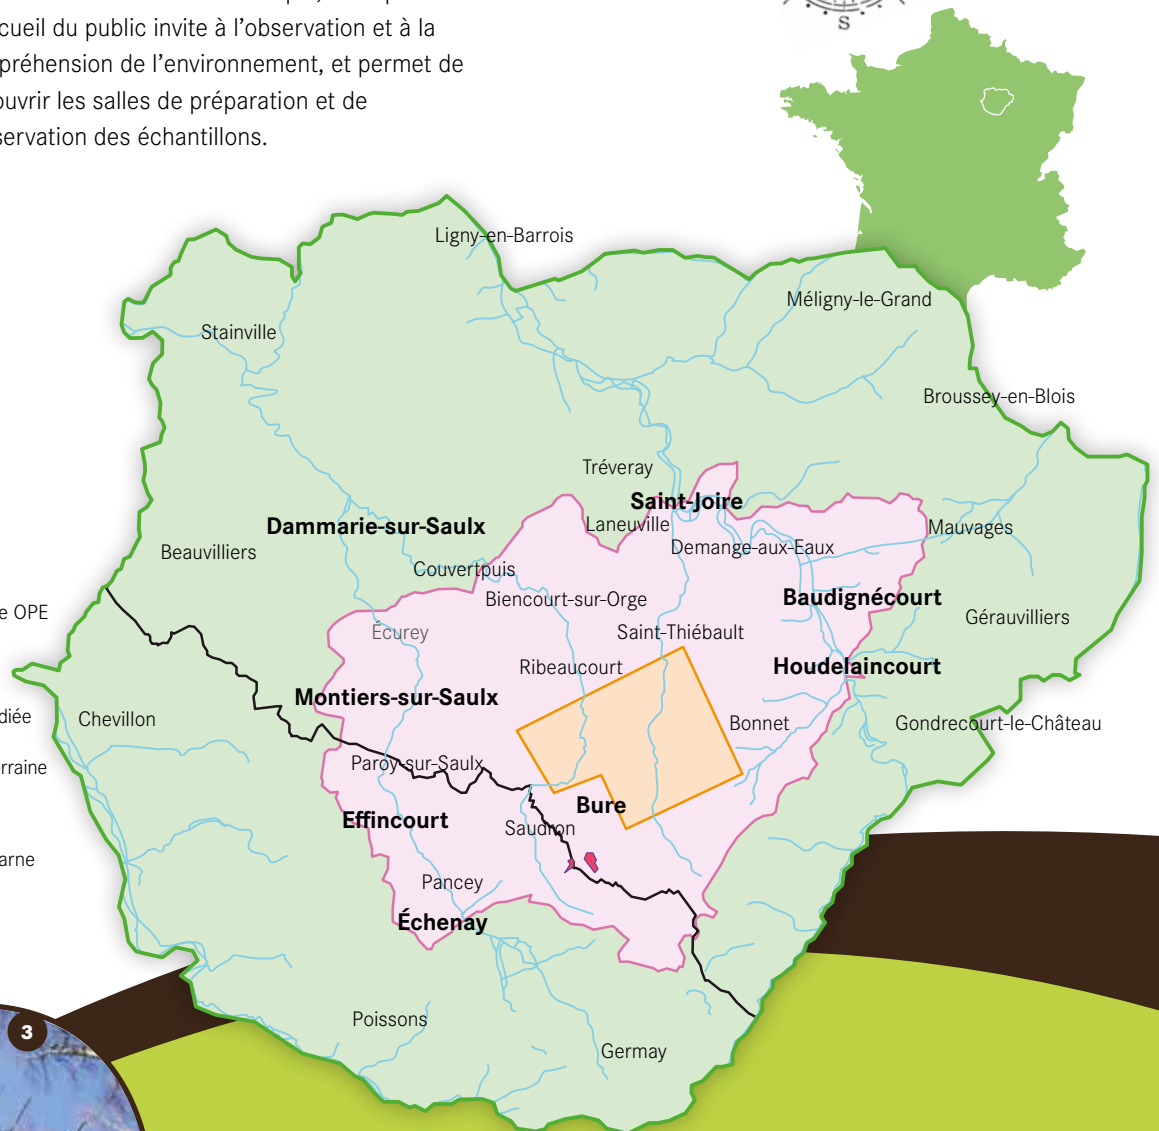 cueil du public invite à l’observation et à la
préhension de l’environnement, et permet de
ouvrir les salles de préparation et de
servation des échantillons.
S
Ligny-en-Barrois
Méligny-le-Grand
Stainville
Broussey-en-Blois
Tréveray
Saint-Joire
Laneuville
Dammarie-sur-Saulx
Mauvages
Demange-aux-Eaux
Beauvilliers
Couvertpuis
Biencourt-sur-Orge
Baudignécourt
e OPE
Gérauvilliers
Écurey
Saint-Thiébault
Ribeaucourt
Houdelaincourt
Montiers-sur-Saulx
diée
Chevillon
Bonnet
Gondrecourt-le-Château
Paroy-sur-Saulx
rraine
Bure
Effincourt
Saudron
arne
Pancey
Échenay
Poissons
3
Germay